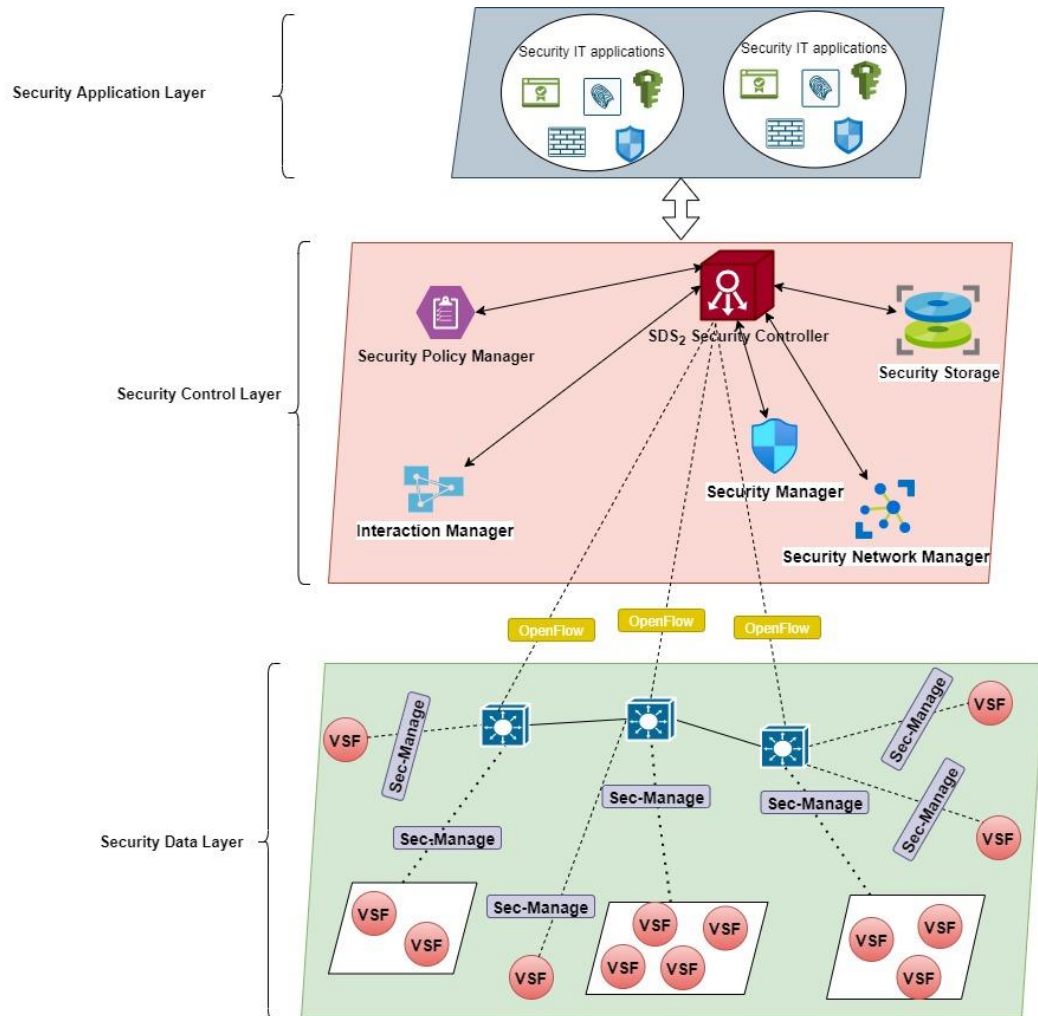 Security IT applications
Security IT applications
Security Application Layer
SDS2 Security Controller
Security Policy Manager
Security Storage
Security Control Layer
Security Manager
Interaction Manager
Security Network Manager
OpenFlow
OpenFlow
OpenFlow
Sec-Manage
Sec-Manage
VSF
VSF
Sec-Manage
Sec-Manage
Sec-Manage
Sec-Manage
VSF
Security Data Layer
Sec-Manage
VSF
VSF
VSF
VSF
VSF
VSF
VSF
VSF
VSF
VSF